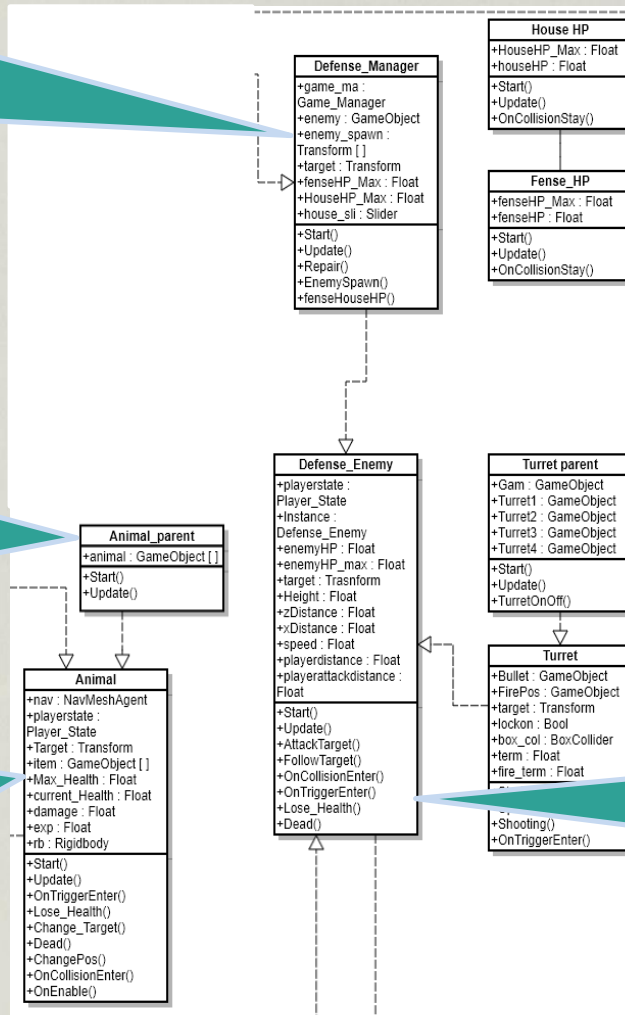 House HP
+HouseHP_Max : Float
+houseHP : Float
+Start()
+Update()
+OnCollisionStay()
Defense_Manager
+game_ma :
Game_Manager
+enemy : GameObject
+enemy_spawn :
Transform [ ]
+target : Transform
+fenseHP_Max : Float
+HouseHP_Max : Float
+house_sli : Slider
+Start()
+Update()
+Repair()
+EnemySpawn()
+fenseHouseHP()
Fense_HP
+fenseHP_Max : Float
+fenseHP : Float
+Start()
+Update()
+OnCollisionStay()
Defense_Enemy
+playerstate :
Player_State
+Instance :
Defense_Enemy
+enemyHP : Float
+enemyHP_max : Float
+target : Trasnform
+Height : Float
+zDistance : Float
+xDistance : Float
+speed : Float
+playerdistance : Float
+playerattackdistance :
Float
+Start()
+Update()
+AttackTarget()
+FollowTarget()
+OnCollisionEnter()
+OnTriggerEnter()
+Lose_Health()
+Dead()
Turret parent
+Gam : GameObject
+Turret1 : GameObject
+Turret2 : GameObject
+Turret3 : GameObject
+Turret4 : GameObject
+Start()
+Update()
+TurretOnOff()
Turret
+Bullet : GameObject
+FirePos : GameObject
+target : Transform
+lockon : Bool
+box_col : BoxCollider
+term : Float
+fire_term : Float
+Shooting()
+OnTriggerEnter()
Animal_parent
+animal : GameObject [ ]
+Start()
+Update()
Animal
+nav : NavMeshAgent
+playerstate :
Player_State
+Target : Transform
+item : GameObject [ ]
+Max_Health : Float
+current_Health : Float
+damage : Float
+exp : Float
+rb : Rigidbody
+Start()
+Update()
+OnTriggerEnter()
+Lose_Health()
+Change_Target()
+Dead()
+ChangePos()
+OnCollisionEnter()
+OnEnable()